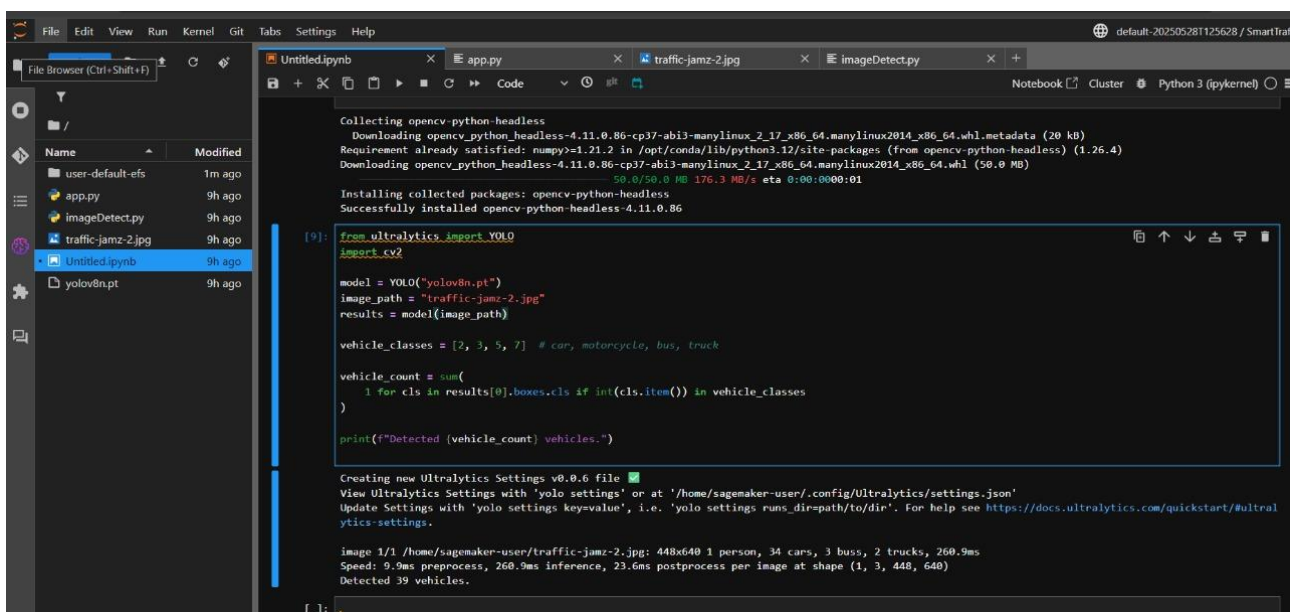 File Edit View Run Kernel Git Tabs Settings Help
default-20250528T125628 / SmartTraf
File Browser (Ctrl+Shift+F)
/
Name Modified
user-default-efs 1m ago
app.py 9h ago
imageDetect.py 9h ago
traffic-jamz-2.jpg 9h ago
Untitled.ipynb 9h ago
yolov8n.pt 9h ago
Untitled.ipynb app.py traffic-jamz-2.jpg imageDetect.py
Code git Notebook Cluster Python 3 (ipykernel)
Collecting opencv-python-headless
Downloading opencv_python_headless-4.11.0.86-cp37-abi3-manylinux_2_17_x86_64.manylinux2014_x86_64.whl.metadata (20 kB)
Requirement already satisfied: numpy>=1.21.2 in /opt/conda/lib/python3.12/site-packages (from opencv-python-headless) (1.26.4)
Downloading opencv_python_headless-4.11.0.86-cp37-abi3-manylinux_2_17_x86_64.manylinux2014_x86_64.whl (50.0 MB)
50.0/50.0 MB 176.3 MB/s eta 0:00:0000:01
Installing collected packages: opencv-python-headless
Successfully installed opencv-python-headless-4.11.0.86
[9]: from ultralytics import YOLO
import cv2
model = YOLO("yolov8n.pt")
image_path = "traffic-jamz-2.jpg"
results = model(image_path)
vehicle_classes = [2, 3, 5, 7] # car, motorcycle, bus, truck
vehicle_count = sum(
1 for cls in results[0].boxes.cls if int(cls.item()) in vehicle_classes
)
print(f"Detected {vehicle_count} vehicles.")
Creating new Ultralytics Settings v0.0.6 file ✅
View Ultralytics Settings with 'yolo settings' or at '/home/sagemaker-user/.config/Ultralytics/settings.json'
Update Settings with 'yolo settings key=value', i.e. 'yolo settings runs_dir=path/to/dir'. For help see https://docs.ultralytics.com/quickstart/#ultral
ytics-settings.
image 1/1 /home/sagemaker-user/traffic-jamz-2.jpg: 448x640 1 person, 34 cars, 3 buss, 2 trucks, 260.9ms
Speed: 9.9ms preprocess, 260.9ms inference, 23.6ms postprocess per image at shape (1, 3, 448, 640)
Detected 39 vehicles.
[ ]: